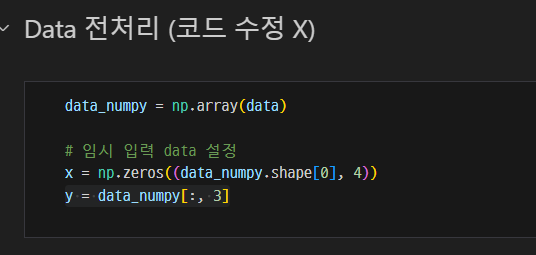 Data 전처리 (코드 수정 X)
data_numpy = np.array(data)
# 임시 입력 data 설정
x = np.zeros((data_numpy.shape[0], 4))
y = data_numpy[:, 3]